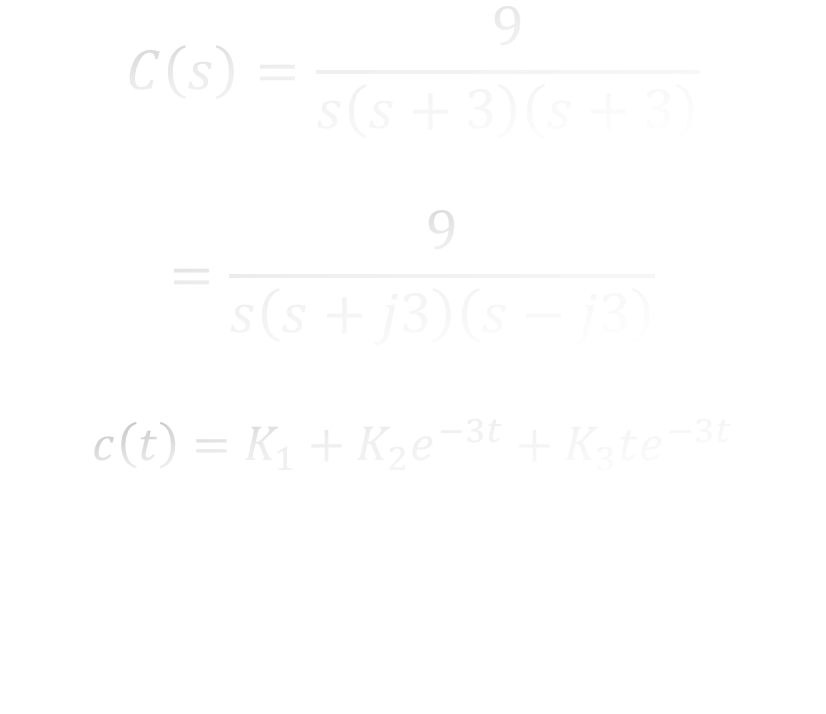 C(s) = 9 / s(s + 3)(s + 3)
= 9 / s(s + j3)(s − j3)
c(t) = K₁ + K₂e⁻³ᵗ + K₃te⁻³ᵗ